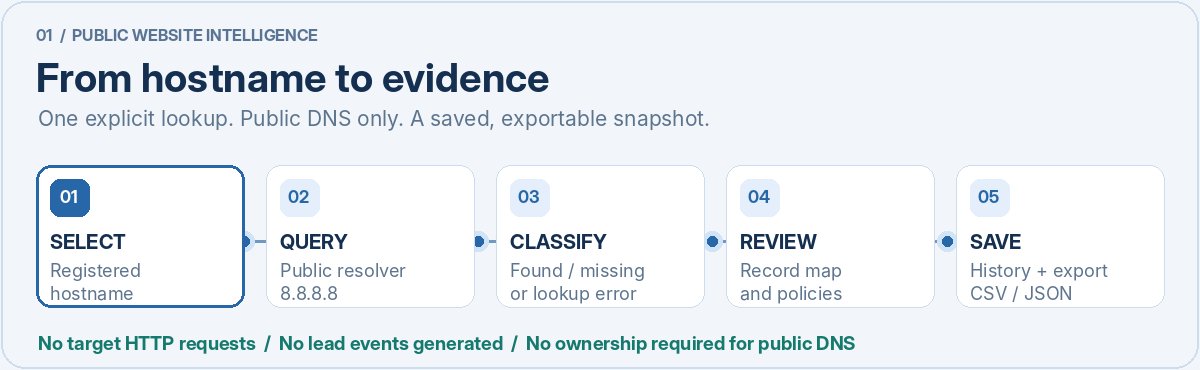 01 / PUBLIC WEBSITE INTELLIGENCE
From hostname to evidence
One explicit lookup. Public DNS only. A saved, exportable snapshot.
01
SELECT
Registered
hostname
02
QUERY
Public resolver
8.8.8.8
03
CLASSIFY
Found / missing
or lookup error
04
REVIEW
Record map
and policies
05
SAVE
History + export
CSV / JSON
No target HTTP requests / No lead events generated / No ownership required for public DNS